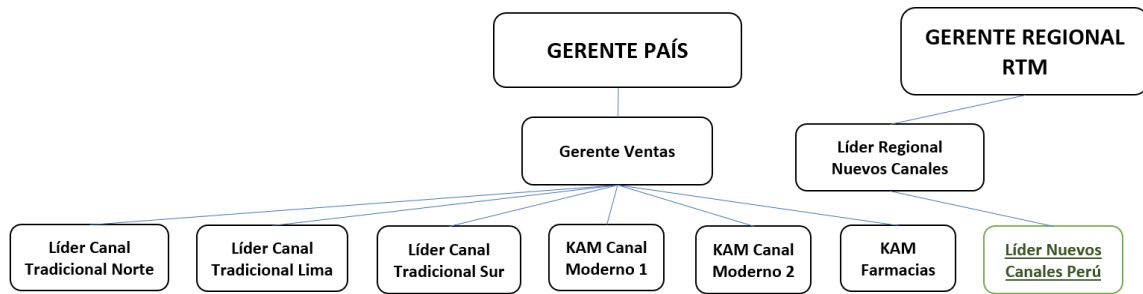 GERENTE PAÍS
GERENTE REGIONAL
RTM
Gerente Ventas
Líder Regional
Nuevos Canales
Líder Canal
Tradicional Norte
Líder Canal
Tradicional Lima
Líder Canal
Tradicional Sur
KAM Canal
Moderno 1
KAM Canal
Moderno 2
KAM
Farmacias
Líder Nuevos
Canales Perú